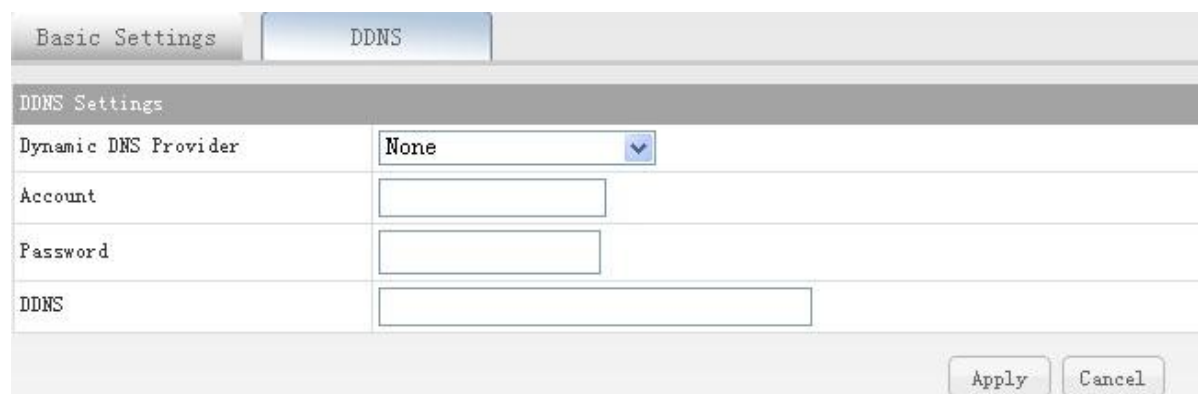 Basic Settings DDNS
DDNS Settings
Dynamic DNS Provider None
Account
Password
DDNS
Apply Cancel